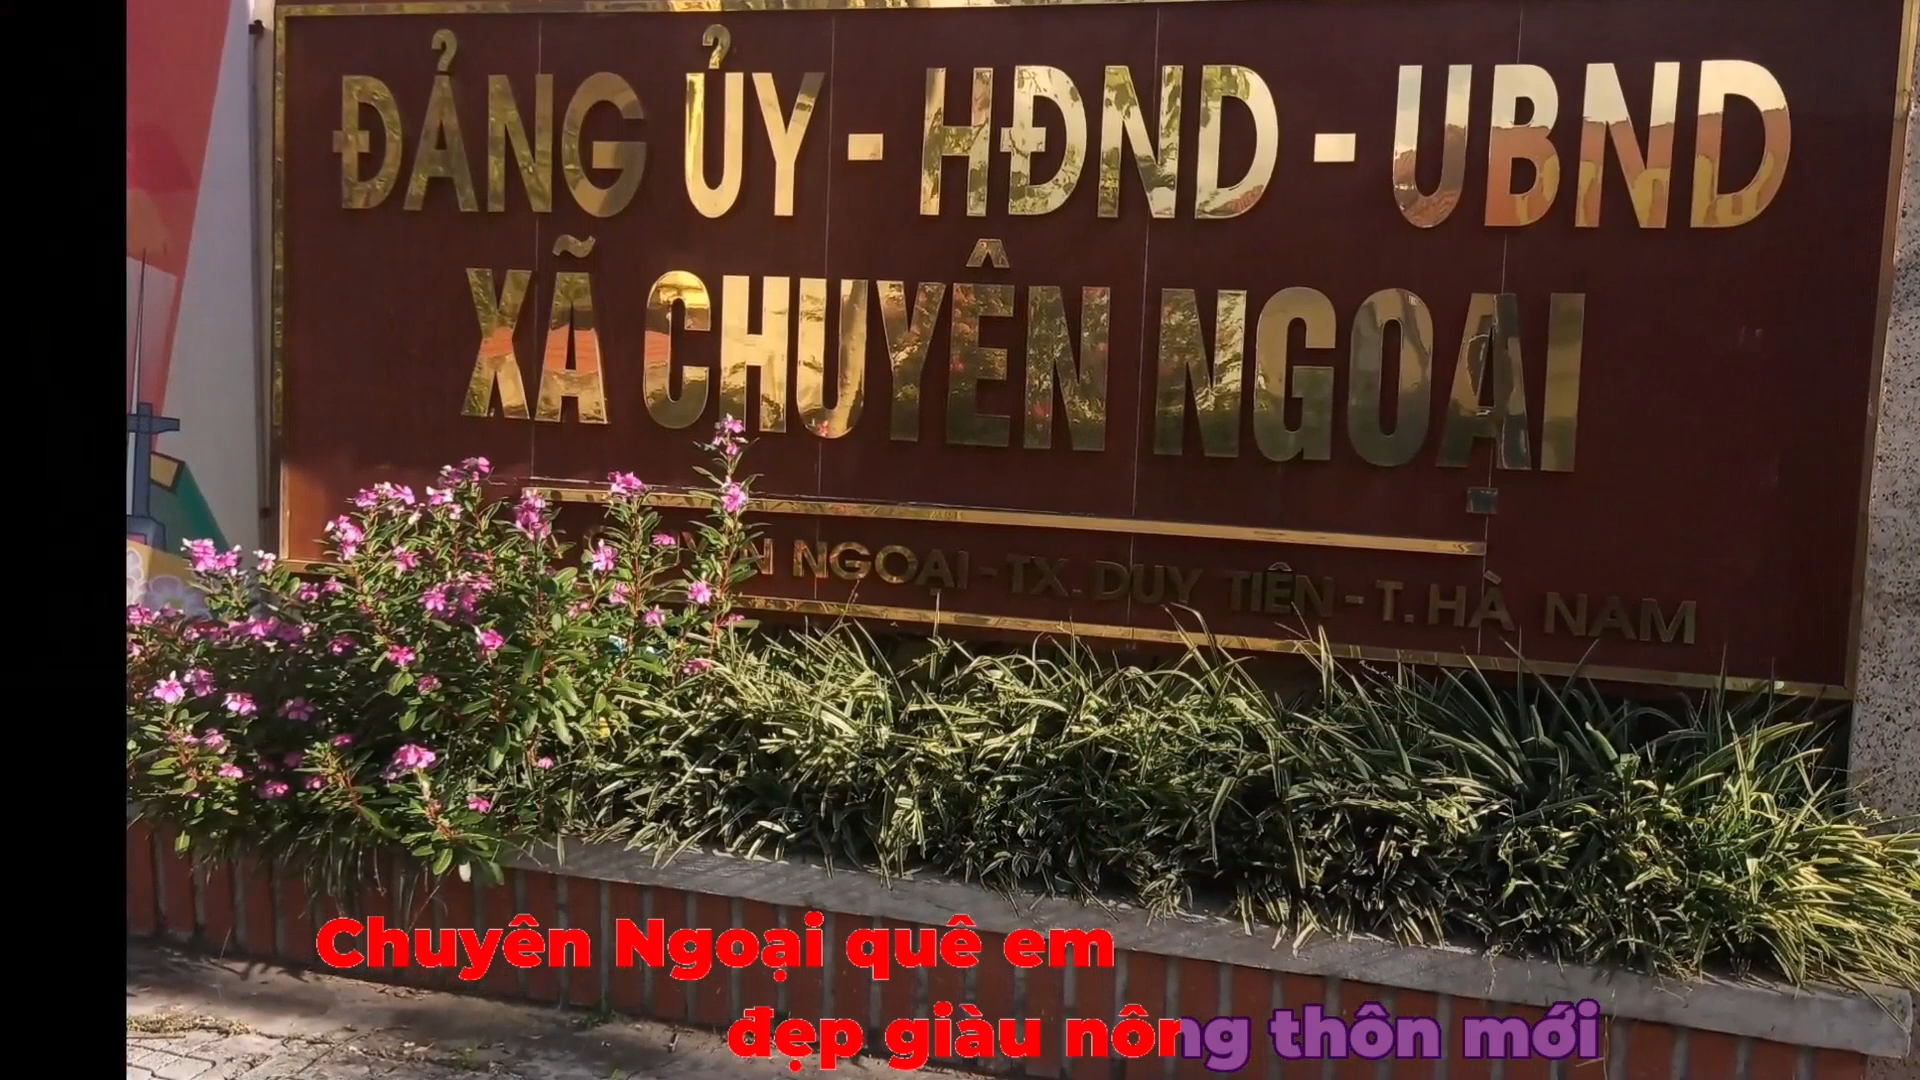 ĐẢNG ỦY - HĐND - UBND
XÃ CHUYÊN NGOẠI
NGOẠI - TX. DUY TIÊN - T. HÀ NAM
Chuyên Ngoại quê em
đẹp giàu nông thôn mới